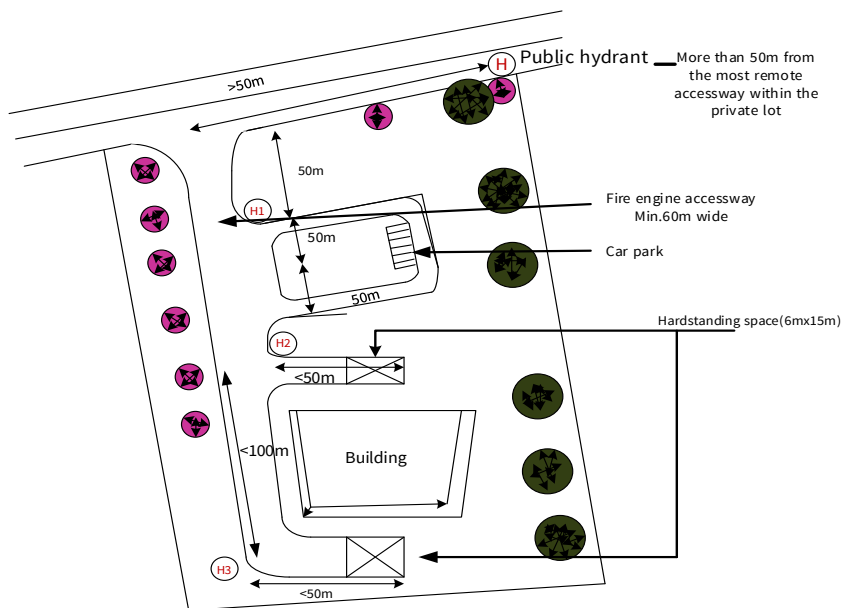 H
Public hydrant
More than 50m from
the most remote
accessway within the
private lot
>50m
50m
H1
Fire engine accessway
Min.60m wide
50m
Car park
50m
Hardstanding space(6mx15m)
H2
<50m
<100m
Building
H3
<50m